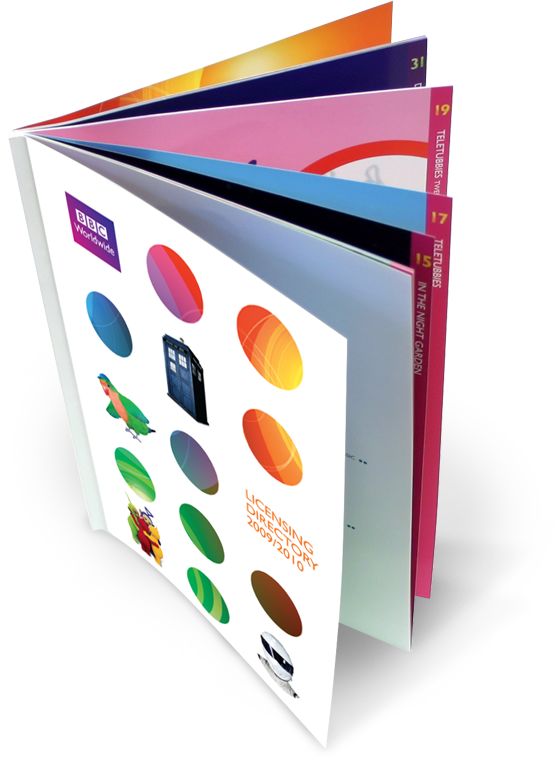 BBC
Worldwide
LICENSING
DIRECTORY
2009/2010
31
19
TELETUBBIES
17
TELETUBBIES
15
IN THE NIGHT GARDEN